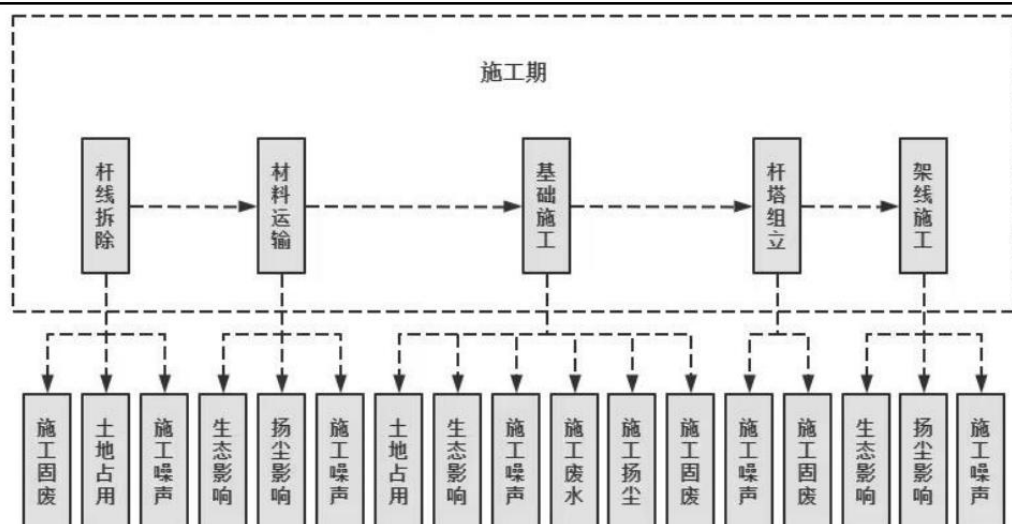 施工期
杆线拆除
材料运输
基础施工
杆塔组立
架线施工
施工固废
土地占用
施工噪声
生态影响
扬尘影响
施工噪声
土地占用
生态影响
施工噪声
施工废水
施工扬尘
施工固废
施工噪声
施工固废
生态影响
扬尘影响
施工噪声